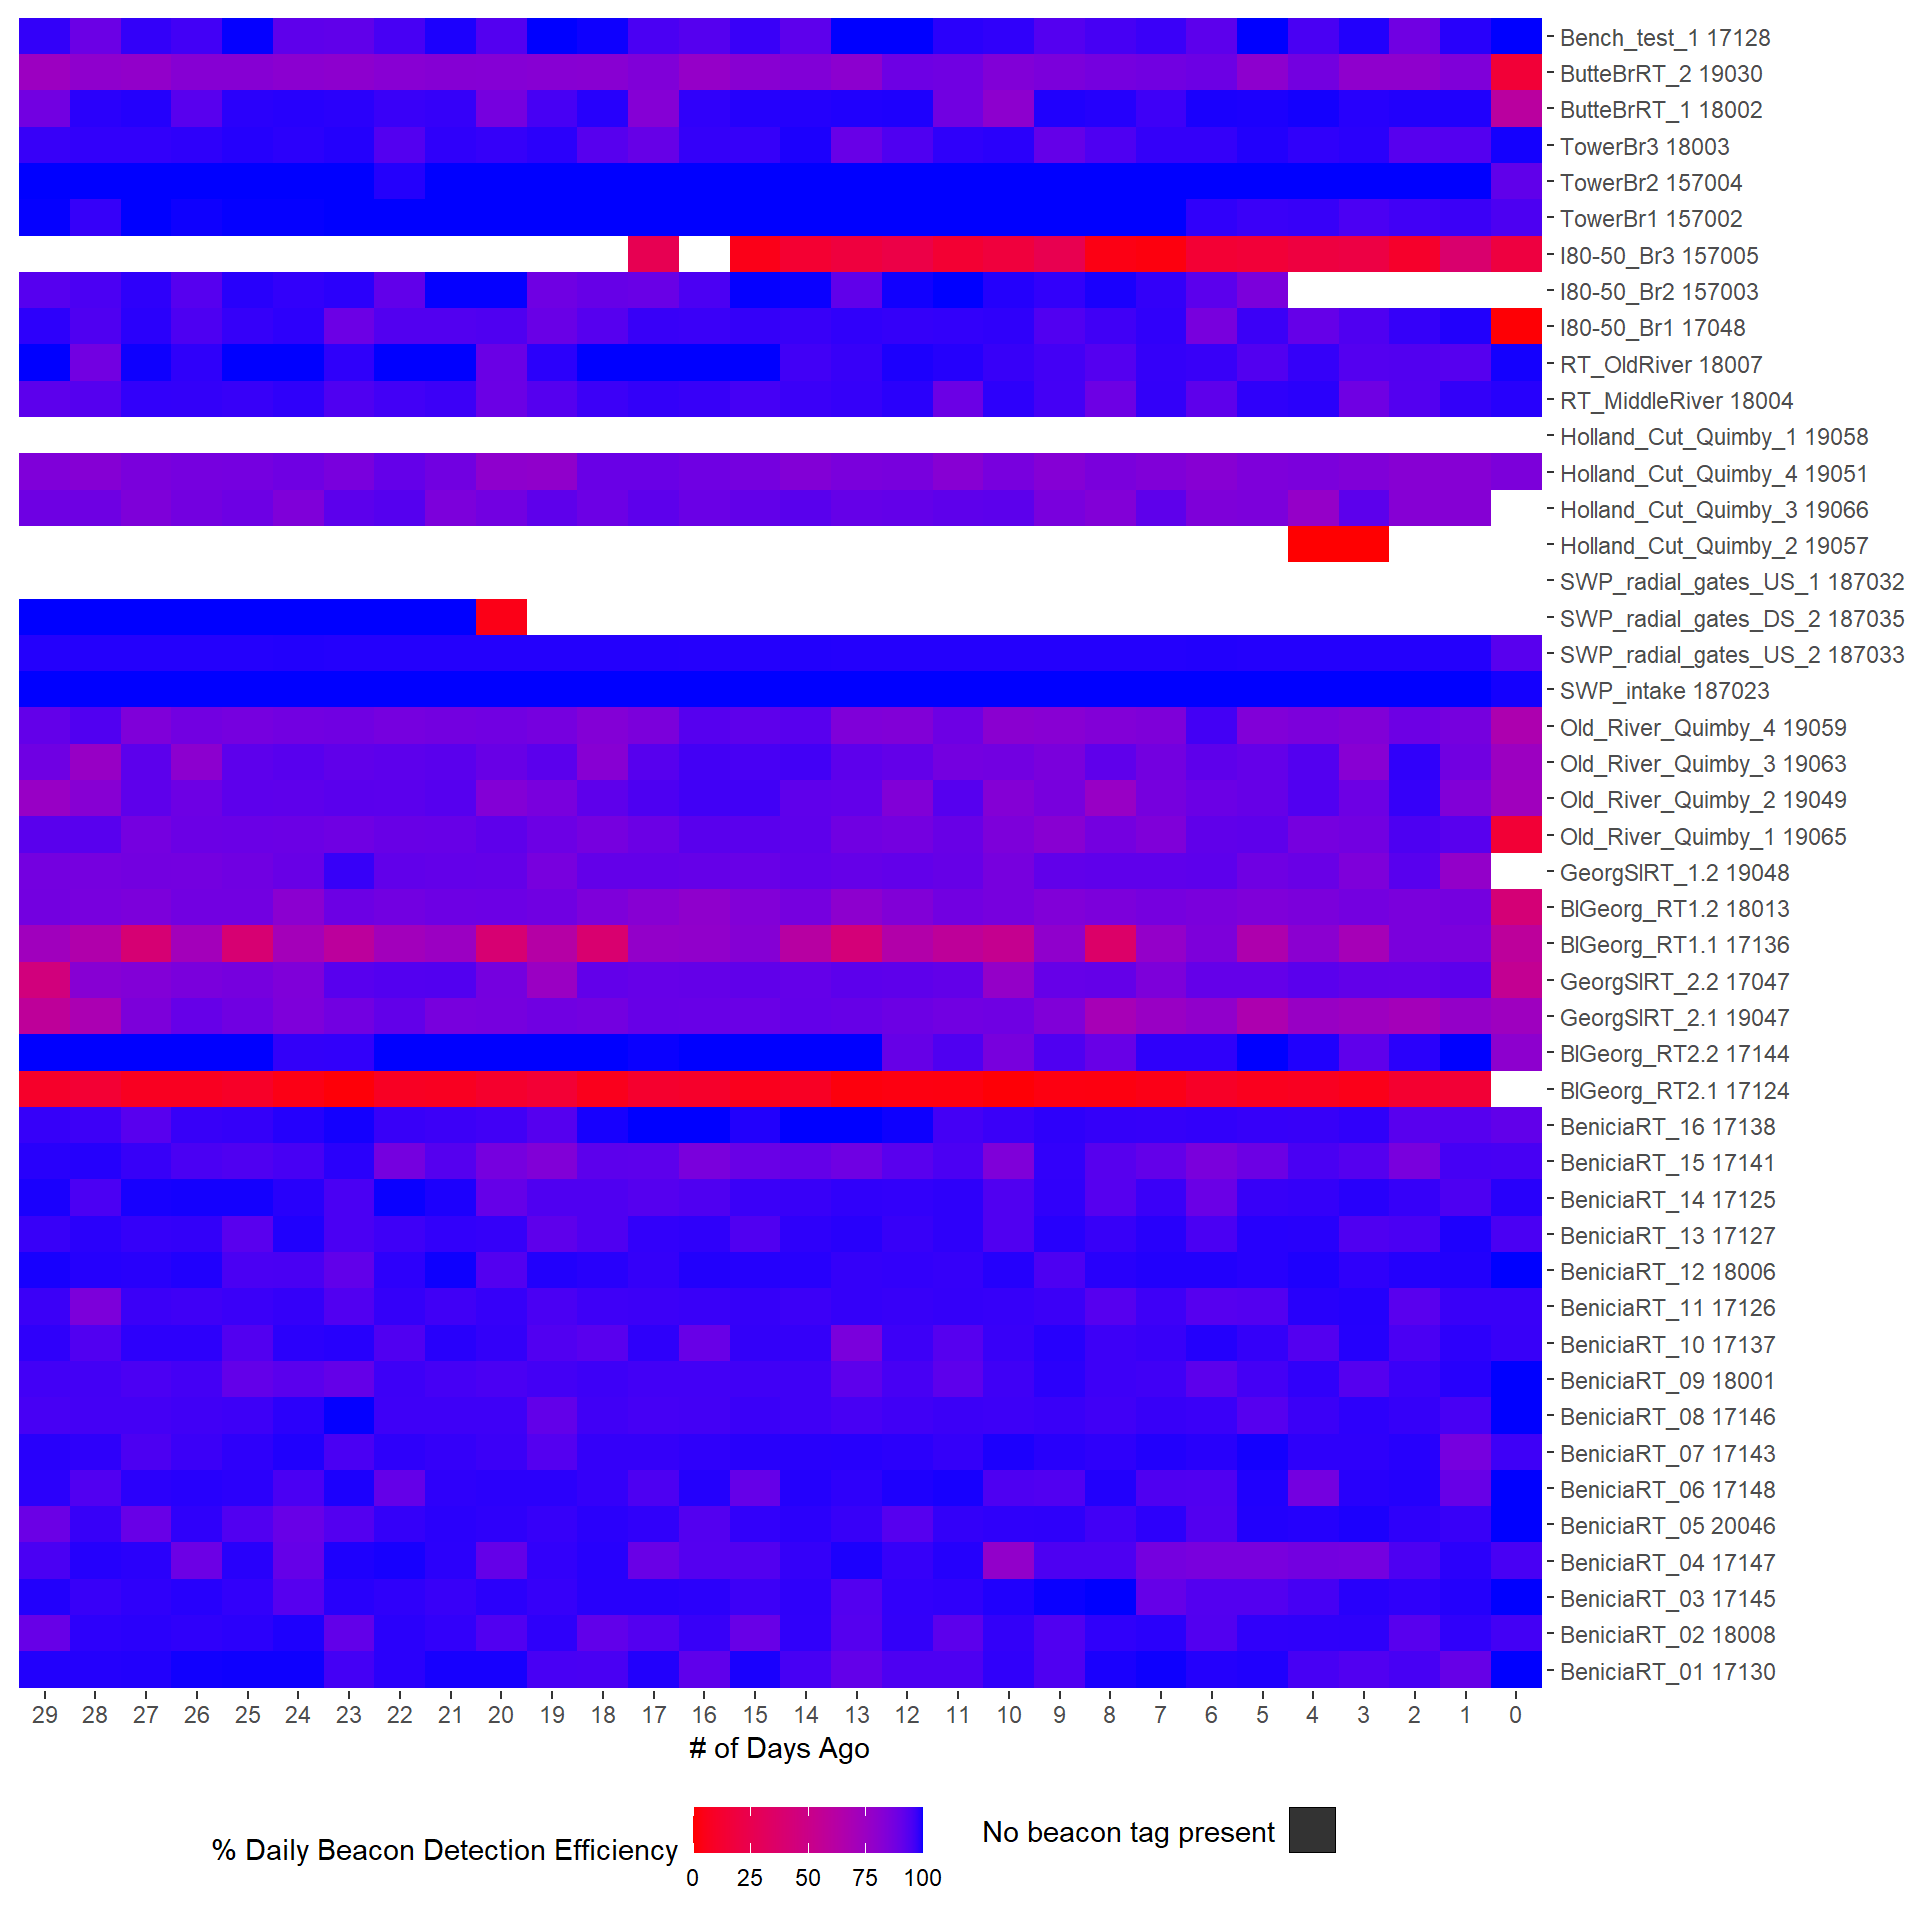 Bench_test_1 17128
ButteBrRT_2 19030
ButteBrRT_1 18002
TowerBr3 18003
TowerBr2 157004
TowerBr1 157002
I80-50_Br3 157005
I80-50_Br2 157003
I80-50_Br1 17048
RT_OldRiver 18007
RT_MiddleRiver 18004
Holland_Cut_Quimby_1 19058
Holland_Cut_Quimby_4 19051
Holland_Cut_Quimby_3 19066
Holland_Cut_Quimby_2 19057
SWP_radial_gates_US_1 187032
SWP_radial_gates_DS_2 187035
SWP_radial_gates_US_2 187033
SWP_intake 187023
Old_River_Quimby_4 19059
Old_River_Quimby_3 19063
Old_River_Quimby_2 19049
Old_River_Quimby_1 19065
GeorgSlRT_1.2 19048
BlGeorg_RT1.2 18013
BlGeorg_RT1.1 17136
GeorgSlRT_2.2 17047
GeorgSlRT_2.1 19047
BlGeorg_RT2.2 17144
BlGeorg_RT2.1 17124
BeniciaRT_16 17138
BeniciaRT_15 17141
BeniciaRT_14 17125
BeniciaRT_13 17127
BeniciaRT_12 18006
BeniciaRT_11 17126
BeniciaRT_10 17137
BeniciaRT_09 18001
BeniciaRT_08 17146
BeniciaRT_07 17143
BeniciaRT_06 17148
BeniciaRT_05 20046
BeniciaRT_04 17147
BeniciaRT_03 17145
BeniciaRT_02 18008
BeniciaRT_01 17130
29 28 27 26 25 24 23 22 21 20 19 18 17 16 15 14 13 12 11 10 9 8 7 6 5 4 3 2 1 0
# of Days Ago
% Daily Beacon Detection Efficiency
0 25 50 75 100
No beacon tag present